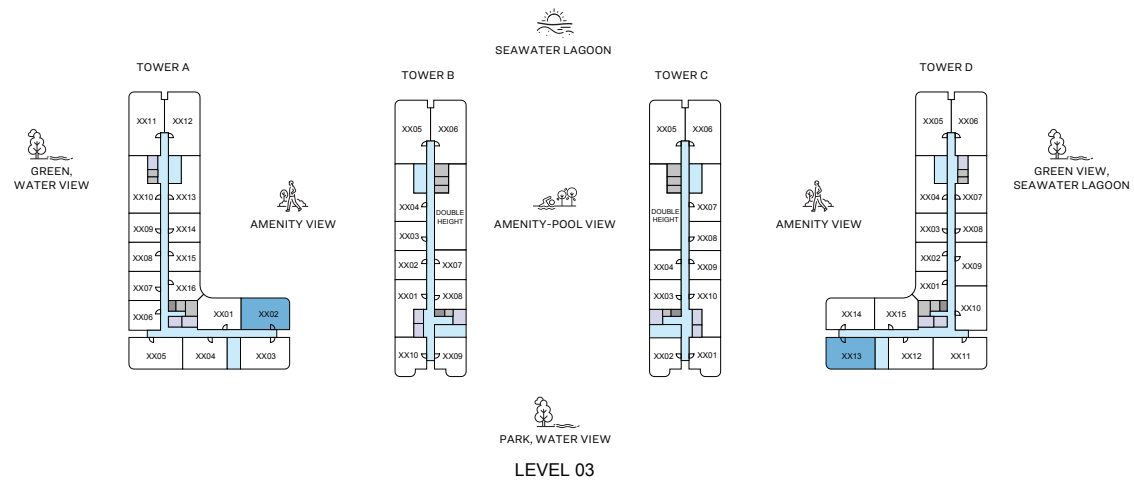 SEAWATER LAGOON
TOWER A
TOWER B
TOWER C
TOWER D
GREEN,
WATER VIEW
AMENITY VIEW
AMENITY-POOL VIEW
AMENITY VIEW
GREEN VIEW,
SEAWATER LAGOON
XX11
XX12
XX10
XX13
XX09
XX14
XX08
XX15
XX07
XX16
XX06
XX01
XX02
XX05
XX04
XX03
XX05
XX06
XX04
DOUBLE
HEIGHT
XX03
XX02
XX07
XX01
XX08
XX10
XX09
XX05
XX06
DOUBLE
HEIGHT
XX07
XX08
XX04
XX09
XX03
XX10
XX02
XX01
XX05
XX06
XX04
XX07
XX03
XX08
XX02
XX09
XX01
XX10
XX14
XX15
XX13
XX12
XX11
PARK, WATER VIEW
LEVEL 03